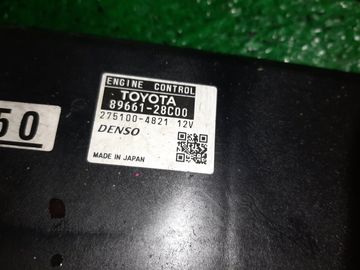 ENGINE CONTROL
TOYOTA
89661-28C00
275100-4821 12V
DENSO
MADE IN JAPAN
50